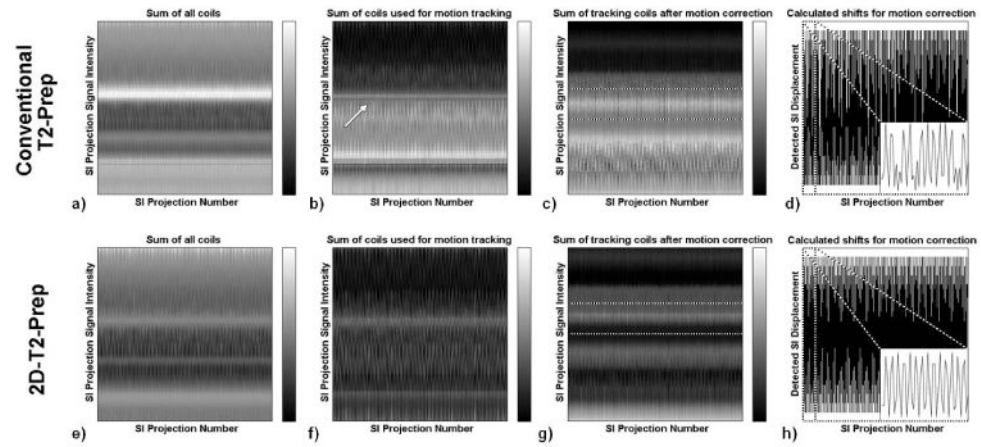 Conventional
T2-Prep
Sum of all coils
SI Projection Signal Intensity
SI Projection Number
a)
Sum of coils used for motion tracking
SI Projection Signal Intensity
SI Projection Number
b)
Sum of tracking coils after motion correction
SI Projection Signal Intensity
SI Projection Number
c)
Calculated shifts for motion correction
Detected SI Displacement
SI Projection Number
d)
2D-T2-Prep
Sum of all coils
SI Projection Signal Intensity
SI Projection Number
e)
Sum of coils used for motion tracking
SI Projection Signal Intensity
SI Projection Number
f)
Sum of tracking coils after motion correction
SI Projection Signal Intensity
SI Projection Number
g)
Calculated shifts for motion correction
Detected SI Displacement
SI Projection Number
h)